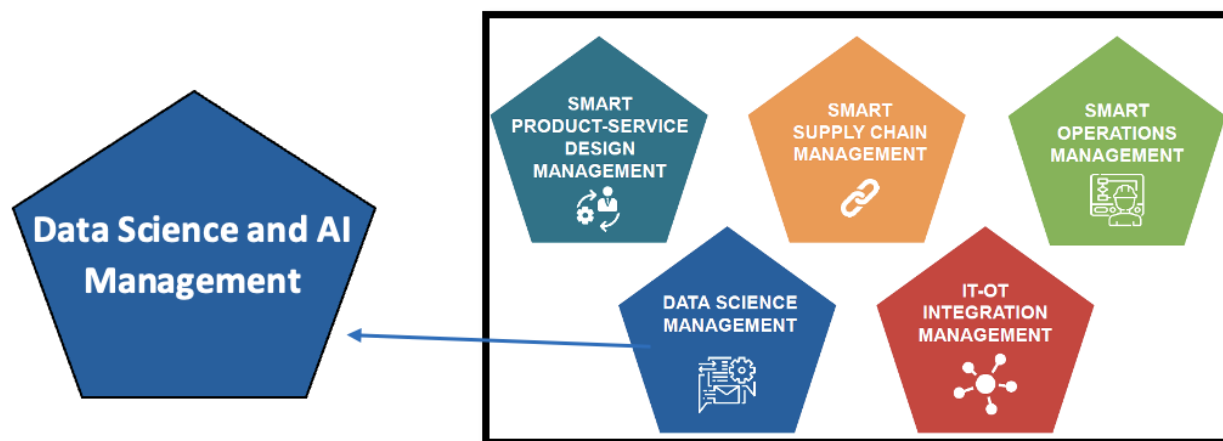 Data Science and AI
Management
SMART
PRODUCT-SERVICE
DESIGN
MANAGEMENT
SMART
SUPPLY CHAIN
MANAGEMENT
SMART
OPERATIONS
MANAGEMENT
DATA SCIENCE
MANAGEMENT
IT-OT
INTEGRATION
MANAGEMENT